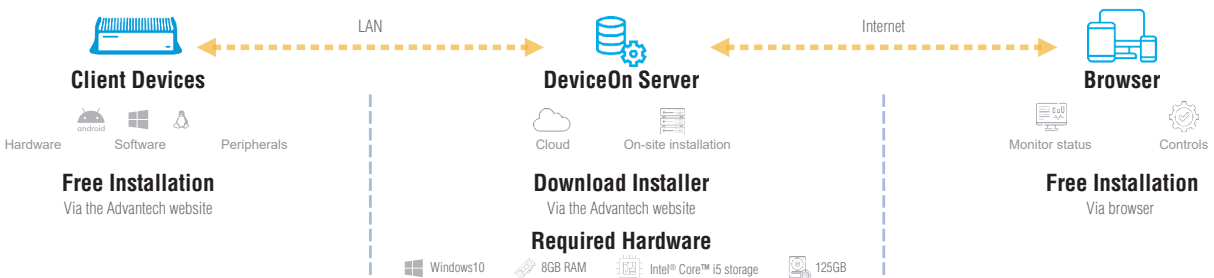 LAN
Internet
Client Devices
DeviceOn Server
Browser
android
Hardware
Software
Peripherals
Cloud
On-site installation
Monitor status
Controls
Free Installation
Via the Advantech website
Download Installer
Via the Advantech website
Free Installation
Via browser
Required Hardware
Windows10
8GB RAM
Intel® Core™ i5 storage
125GB